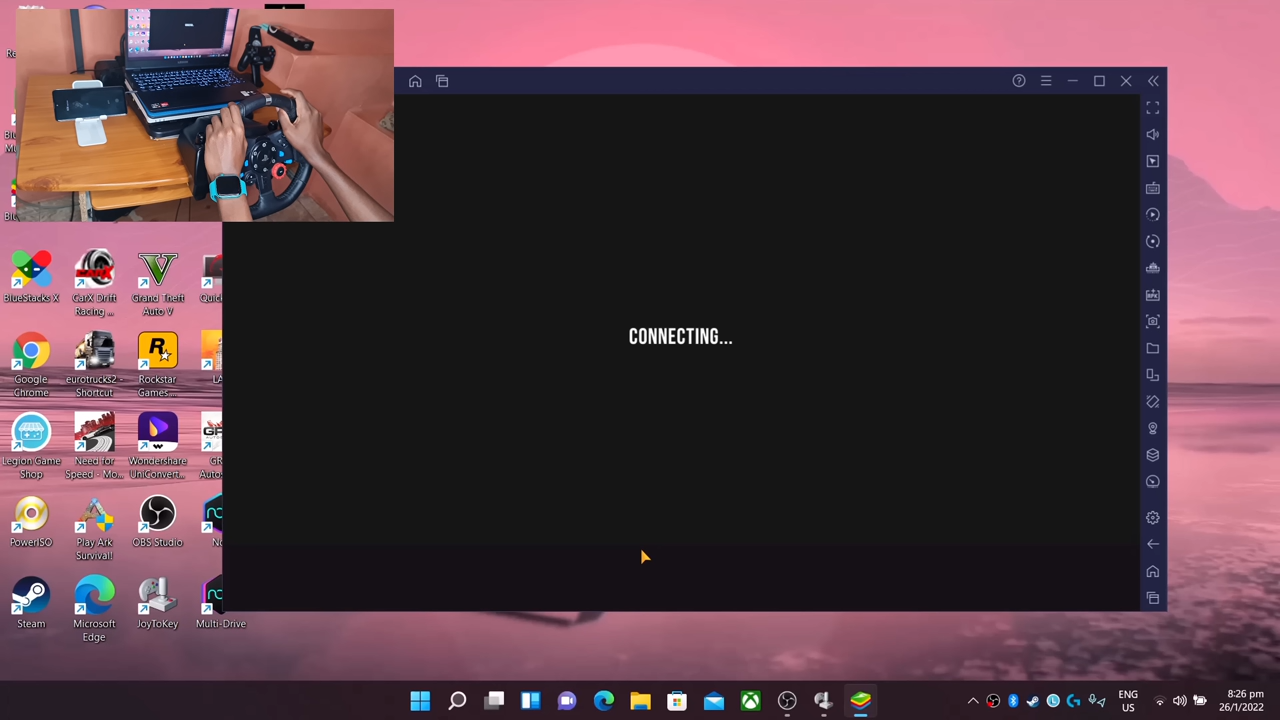 CONNECTING...
BlueStacks X
CarX Drift
Racing ...
Grand Theft
Auto V
Google
Chrome
eurotrucks2 -
Shortcut
Rockstar
Games...
Legion Game
Shop
Need for
Speed - Mo...
Wondershare
UniConvert...
PowerISO
Play Ark
Survival!
OBS Studio
Steam
Microsoft
Edge
JoyToKey
Multi-Drive
ENG
US
8:26 pm
26/1/2022